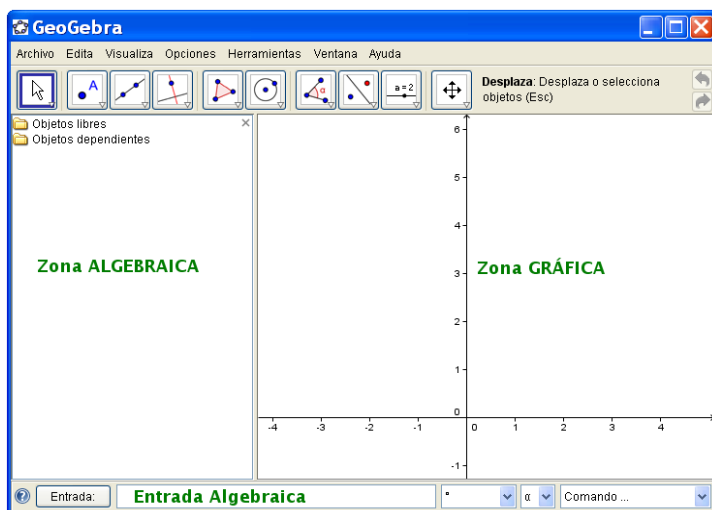 GeoGebra
Archivo Edita Visualiza Opciones Herramientas Ventana Ayuda
A
α
a=2
Desplaza: Desplaza o selecciona
objetos (Esc)
Objetos libres
Objetos dependientes
Zona ALGEBRAICA
Zona GRÁFICA
6
5
4
3
2
1
0
-1
-4 -3 -2 -1 0 1 2 3 4
Entrada: Entrada Algebraica ° α Comando ...